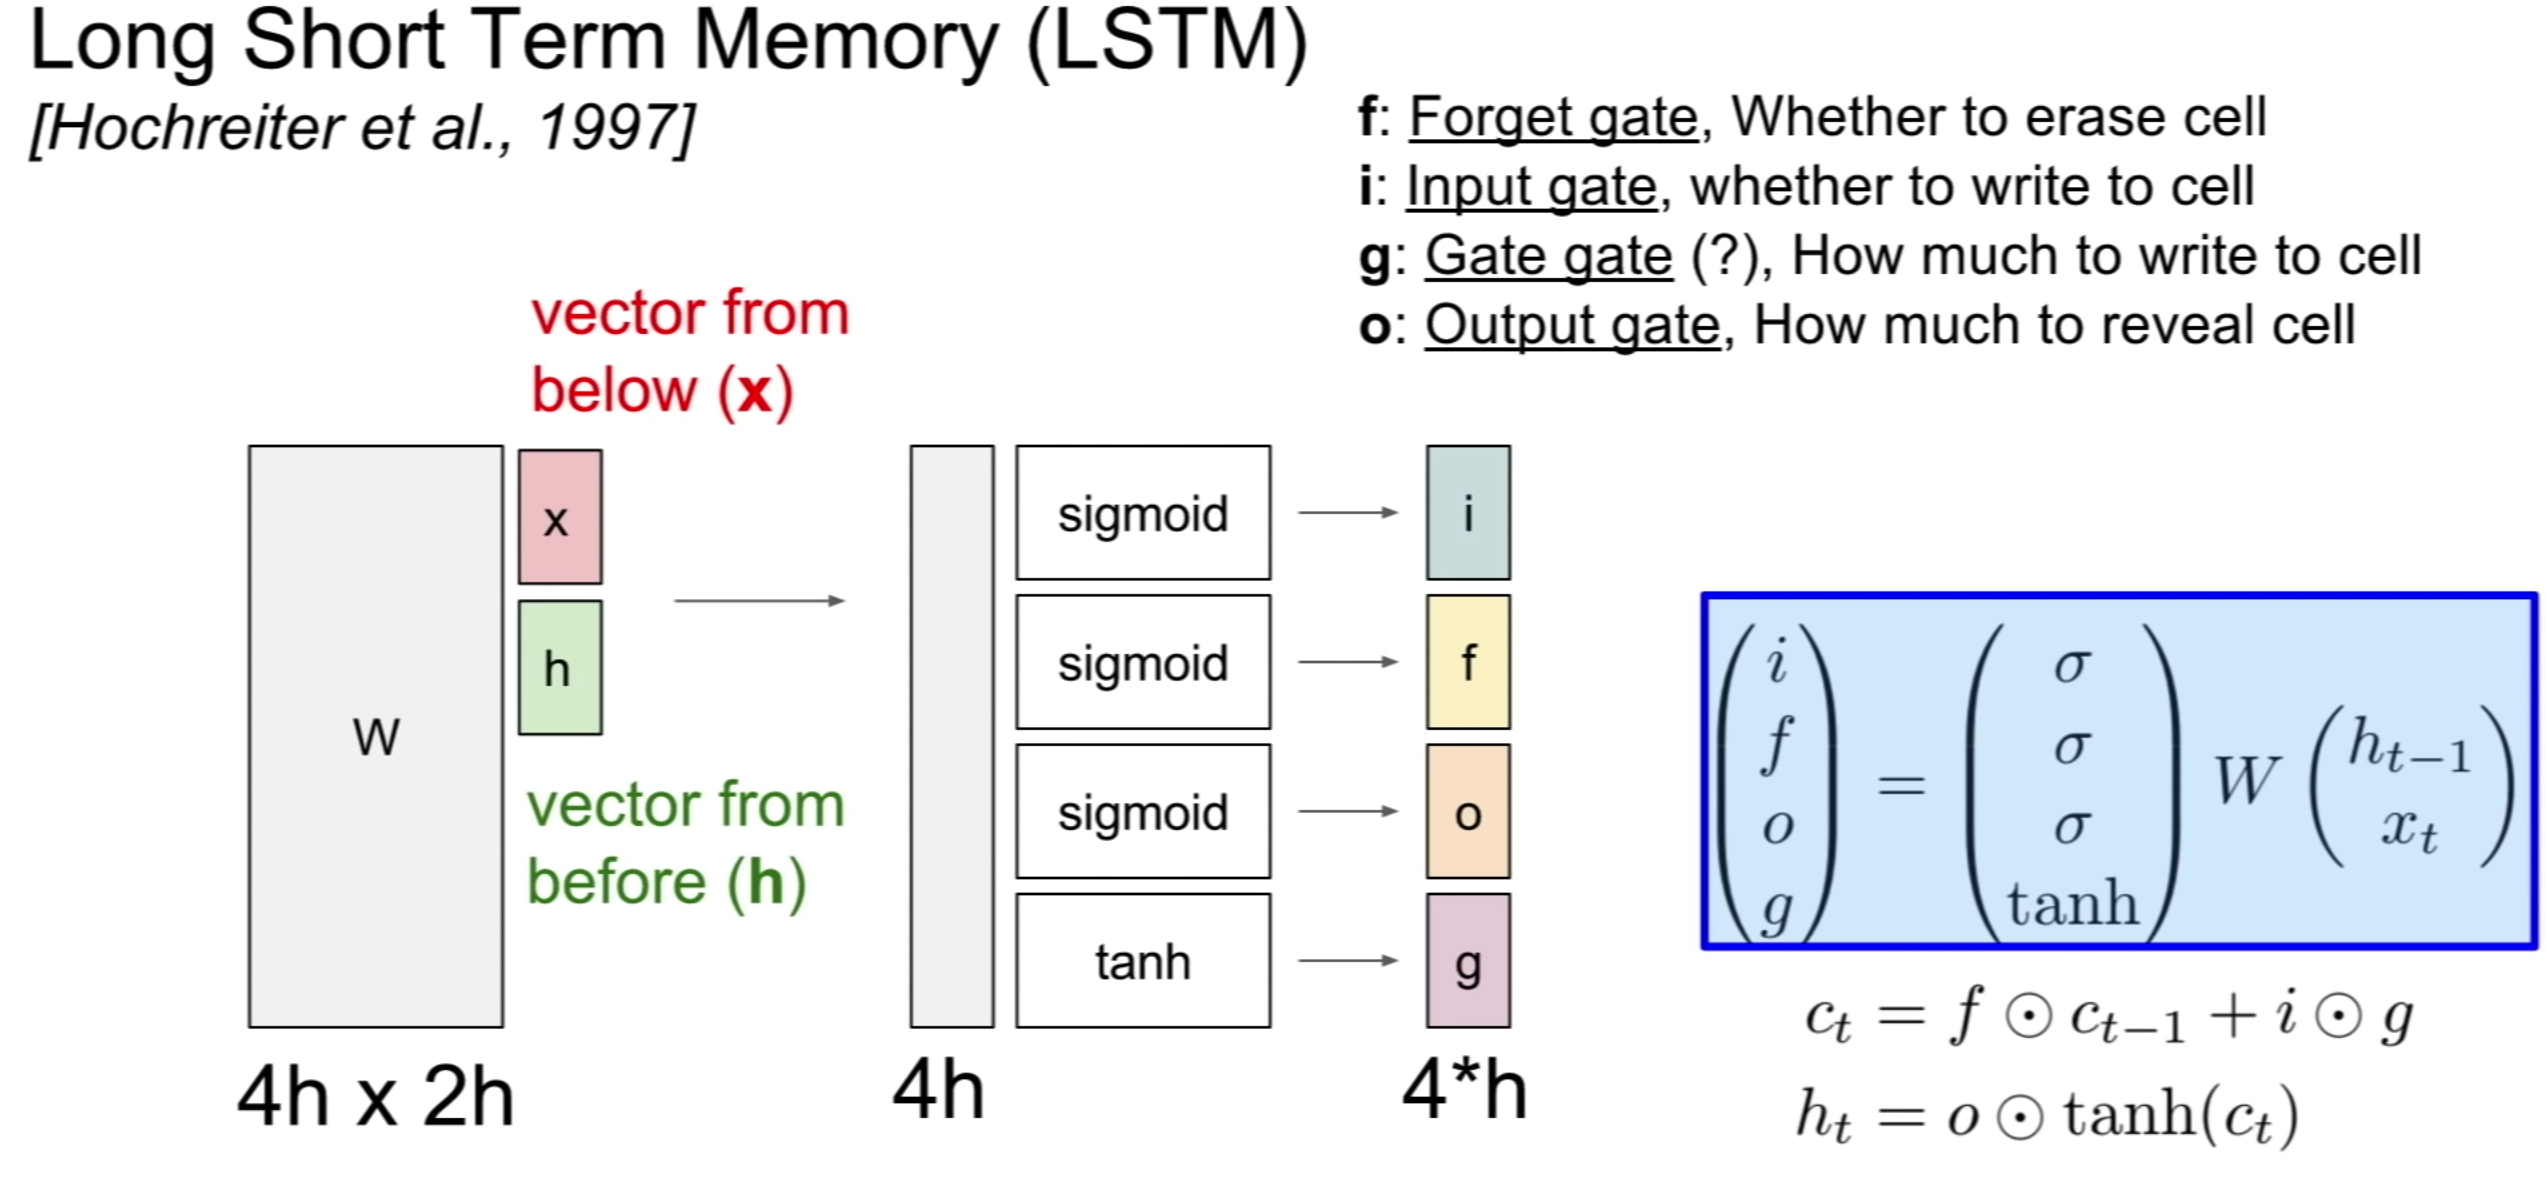 Long Short Term Memory (LSTM)
[Hochreiter et al., 1997]
f: Forget gate, Whether to erase cell
i: Input gate, whether to write to cell
g: Gate gate (?), How much to write to cell
o: Output gate, How much to reveal cell
vector from
below (x)
x
h
W
vector from
before (h)
4h x 2h
sigmoid
sigmoid
sigmoid
tanh
4h
i
f
o
g
4*h
(i f o g) = (σ σ σ tanh) W (h_{t−1} x_t)
c_t = f ⊙ c_{t−1} + i ⊙ g
h_t = o ⊙ tanh(c_t)